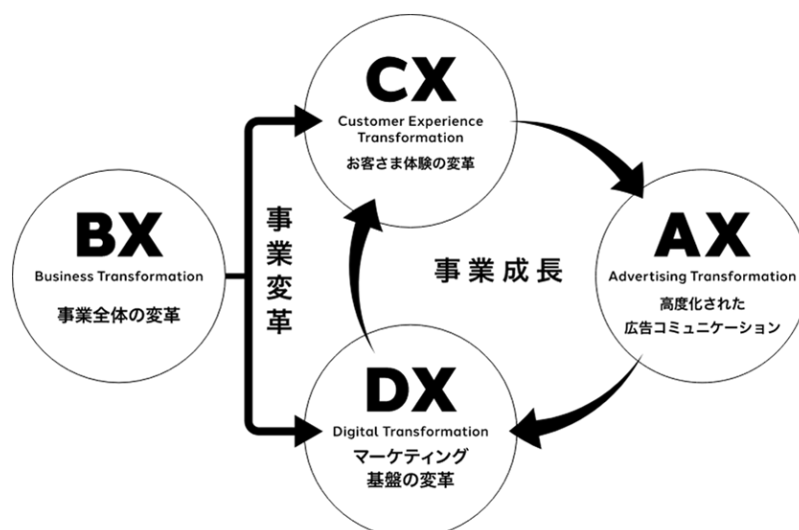 CX
Customer Experience
Transformation
お客さま体験の変革
BX
Business Transformation
事業全体の変革
事業変革
事業成長
AX
Advertising Transformation
高度化された
広告コミュニケーション
DX
Digital Transformation
マーケティング
基盤の変革